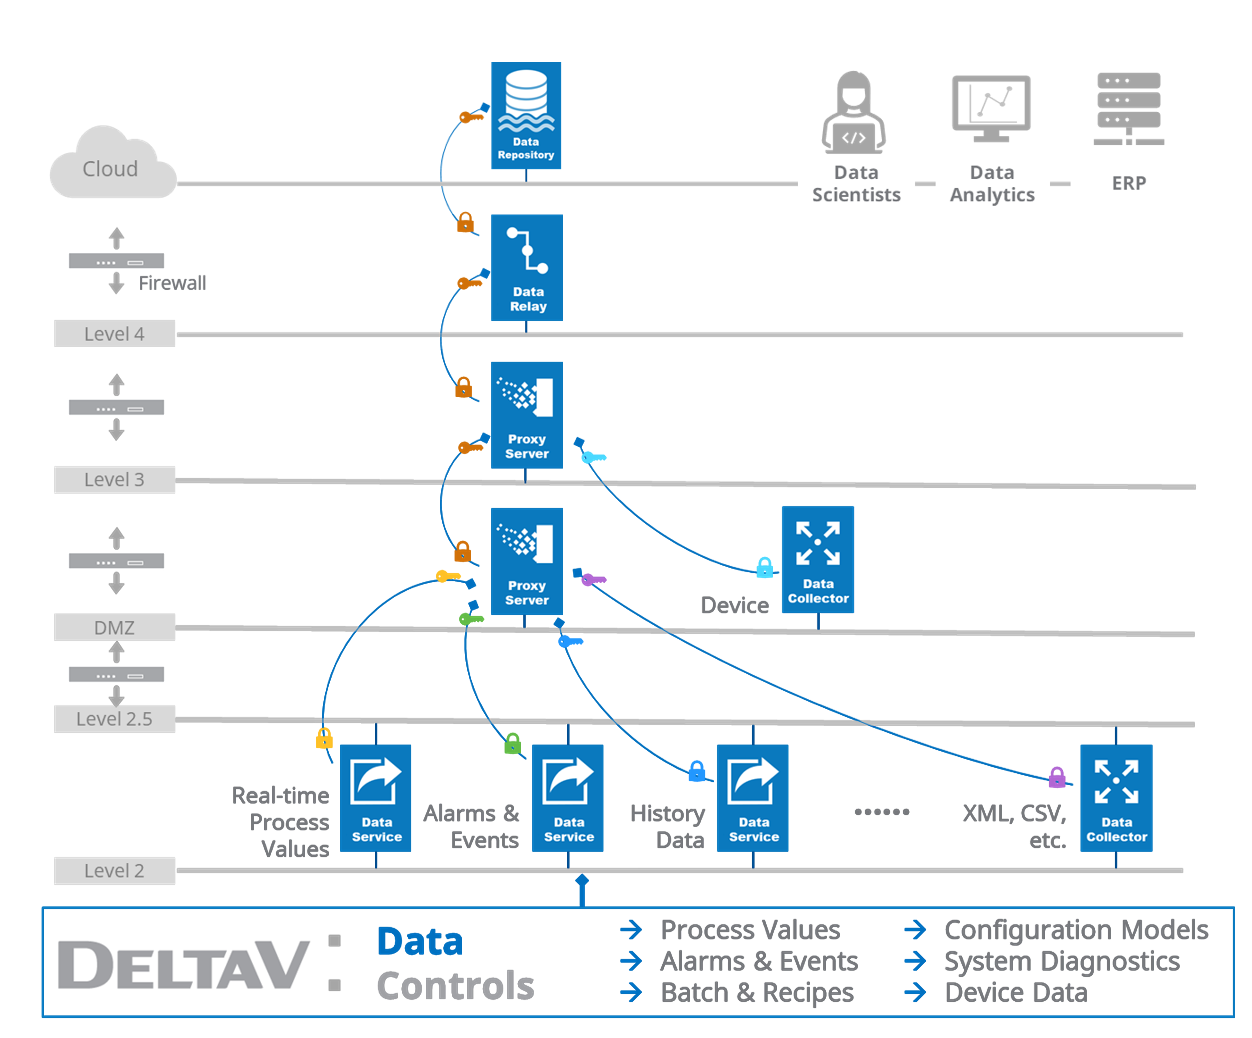 Data
Repository
Cloud
</>
Data
Scientists
Data
Analytics
ERP
Firewall
Data
Relay
Level 4
Proxy
Server
Level 3
Proxy
Server
Device
Data
Collector
DMZ
Level 2.5
Real-time
Process
Values
Data
Service
Alarms &
Events
Data
Service
History
Data
Data
Service
XML, CSV,
etc.
Data
Collector
Level 2
DELTAV :
Data
Controls
Process Values
Alarms & Events
Batch & Recipes
Configuration Models
System Diagnostics
Device Data